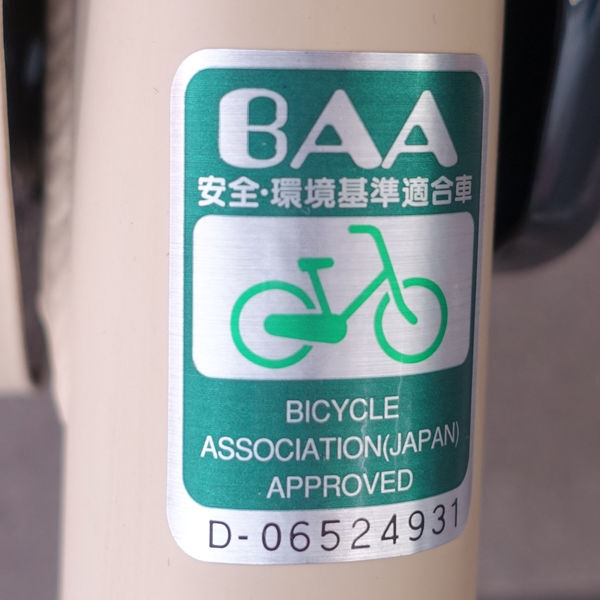 BAA
安全・環境基準適合車
BICYCLE
ASSOCIATION(JAPAN)
APPROVED
D-06524931